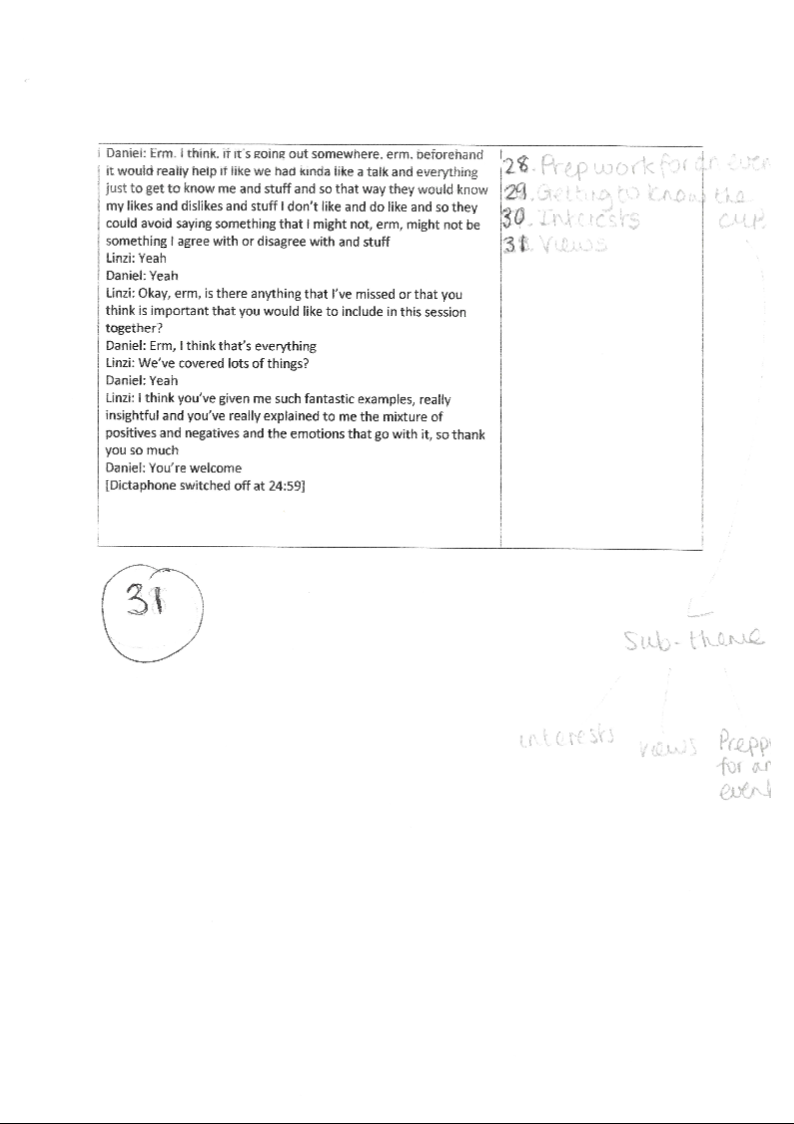 Daniel: Erm, I think, if it's going out somewhere, erm, beforehand
it would really help if like we had kinda like a talk and everything
just to get to know me and stuff and so that way they would know
my likes and dislikes and stuff I don't like and do like and so they
could avoid saying something that I might not, erm, might not be
something I agree with or disagree with and stuff
Linzi: Yeah
Daniel: Yeah
Linzi: Okay, erm, is there anything that I've missed or that you
think is important that you would like to include in this session
together?
Daniel: Erm, I think that's everything
Linzi: We've covered lots of things?
Daniel: Yeah
Linzi: I think you've given me such fantastic examples, really
insightful and you've really explained to me the mixture of
positives and negatives and the emotions that go with it, so thank
you so much
Daniel: You're welcome
[Dictaphone switched off at 24:59]
28. Prep work for an even
29. Getting to know the
30. Interests
31. Views
31
Sub-theme
interests
views
Prepp
for an
event